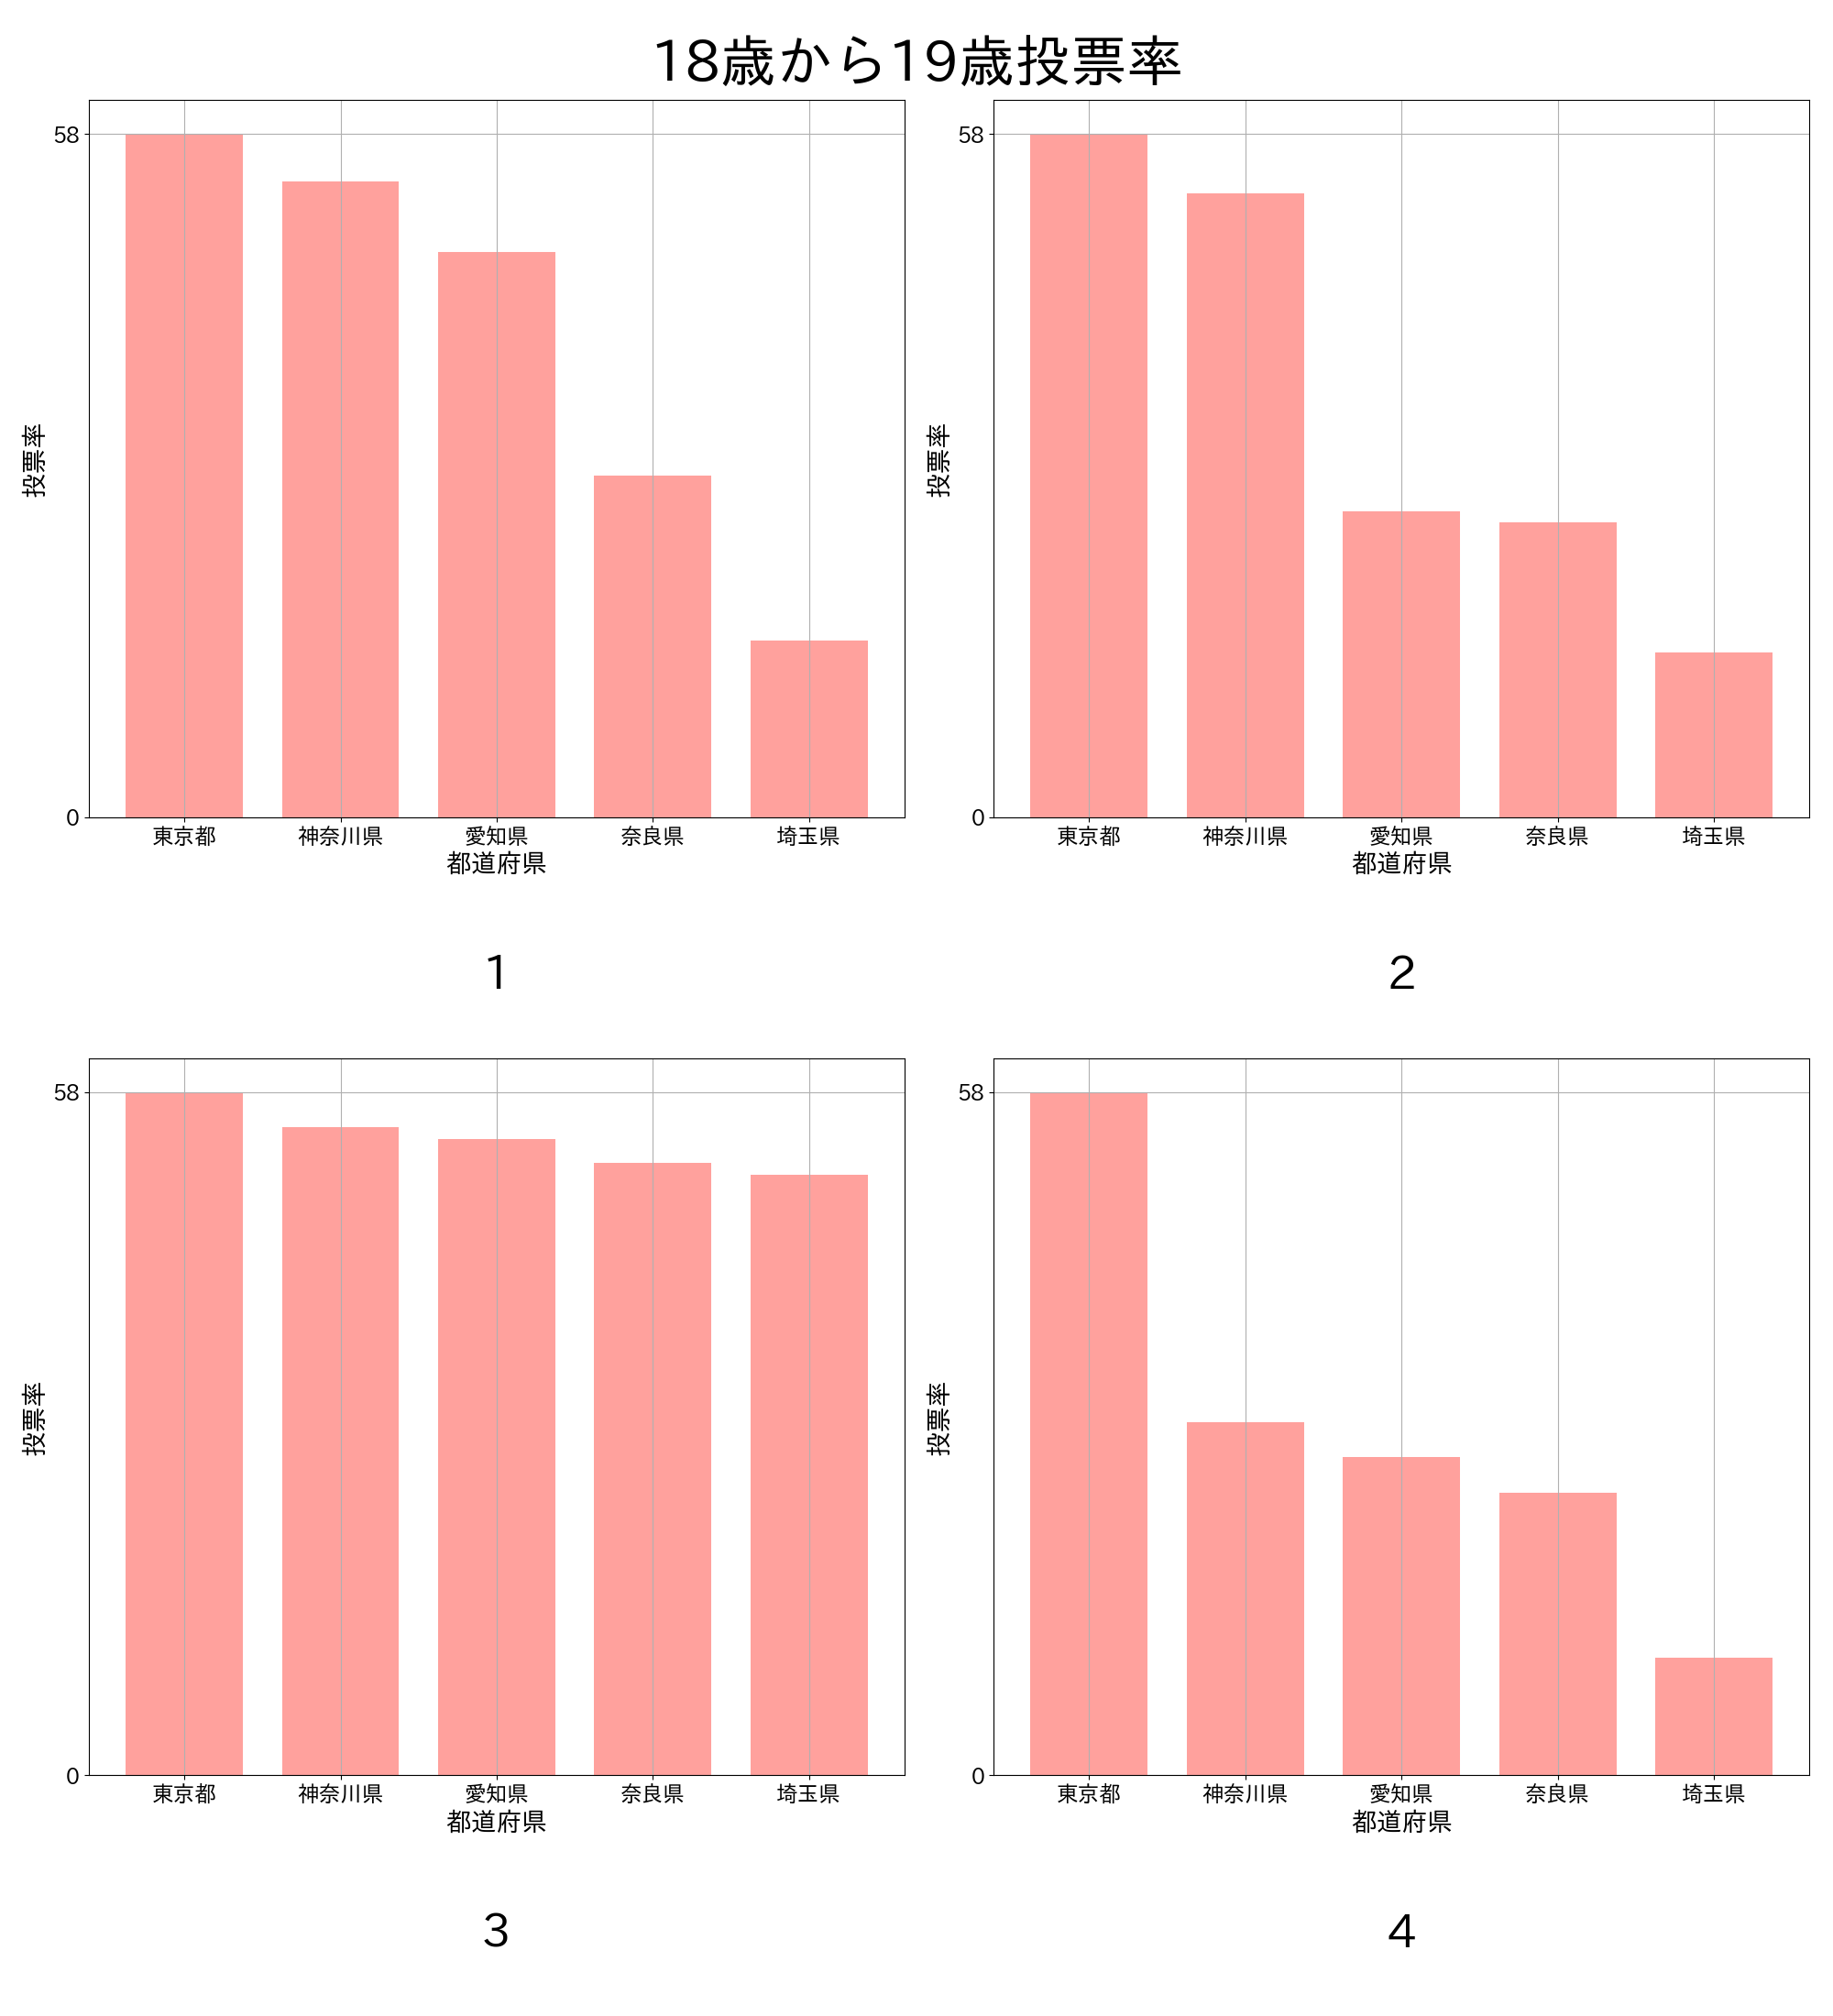 18歳から19歳投票率
58
0
投票率
東京都 神奈川県 愛知県 奈良県 埼玉県
都道府県
1
58
0
投票率
東京都 神奈川県 愛知県 奈良県 埼玉県
都道府県
2
58
0
投票率
東京都 神奈川県 愛知県 奈良県 埼玉県
都道府県
3
58
0
投票率
東京都 神奈川県 愛知県 奈良県 埼玉県
都道府県
4